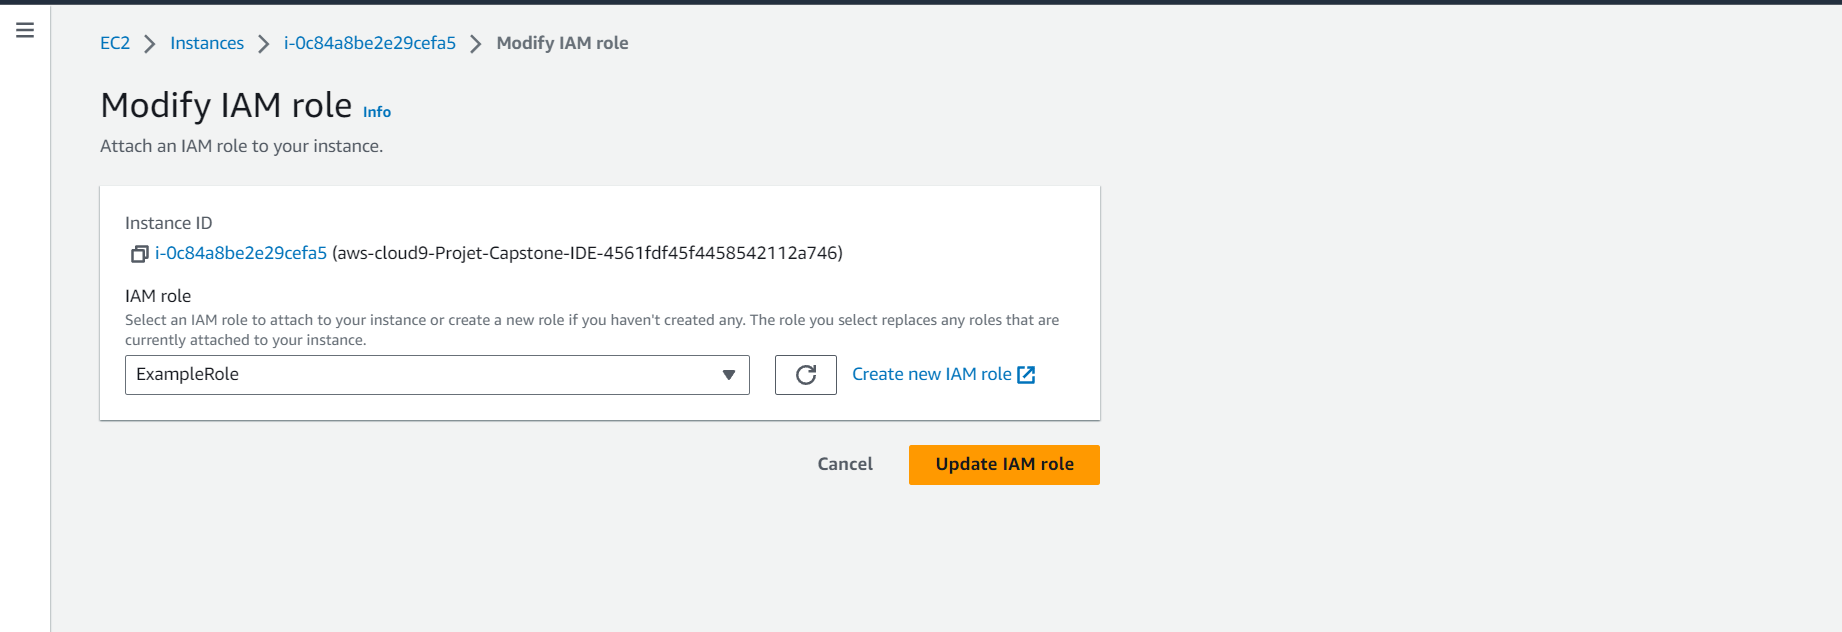 EC2 Instances i-0c84a8be2e29cefa5 Modify IAM role
Modify IAM role Info
Attach an IAM role to your instance.
Instance ID
i-0c84a8be2e29cefa5 (aws-cloud9-Projet-Capstone-IDE-4561fdf45f4458542112a746)
IAM role
Select an IAM role to attach to your instance or create a new role if you haven't created any. The role you select replaces any roles that are
currently attached to your instance.
ExampleRole Create new IAM role
Cancel Update IAM role